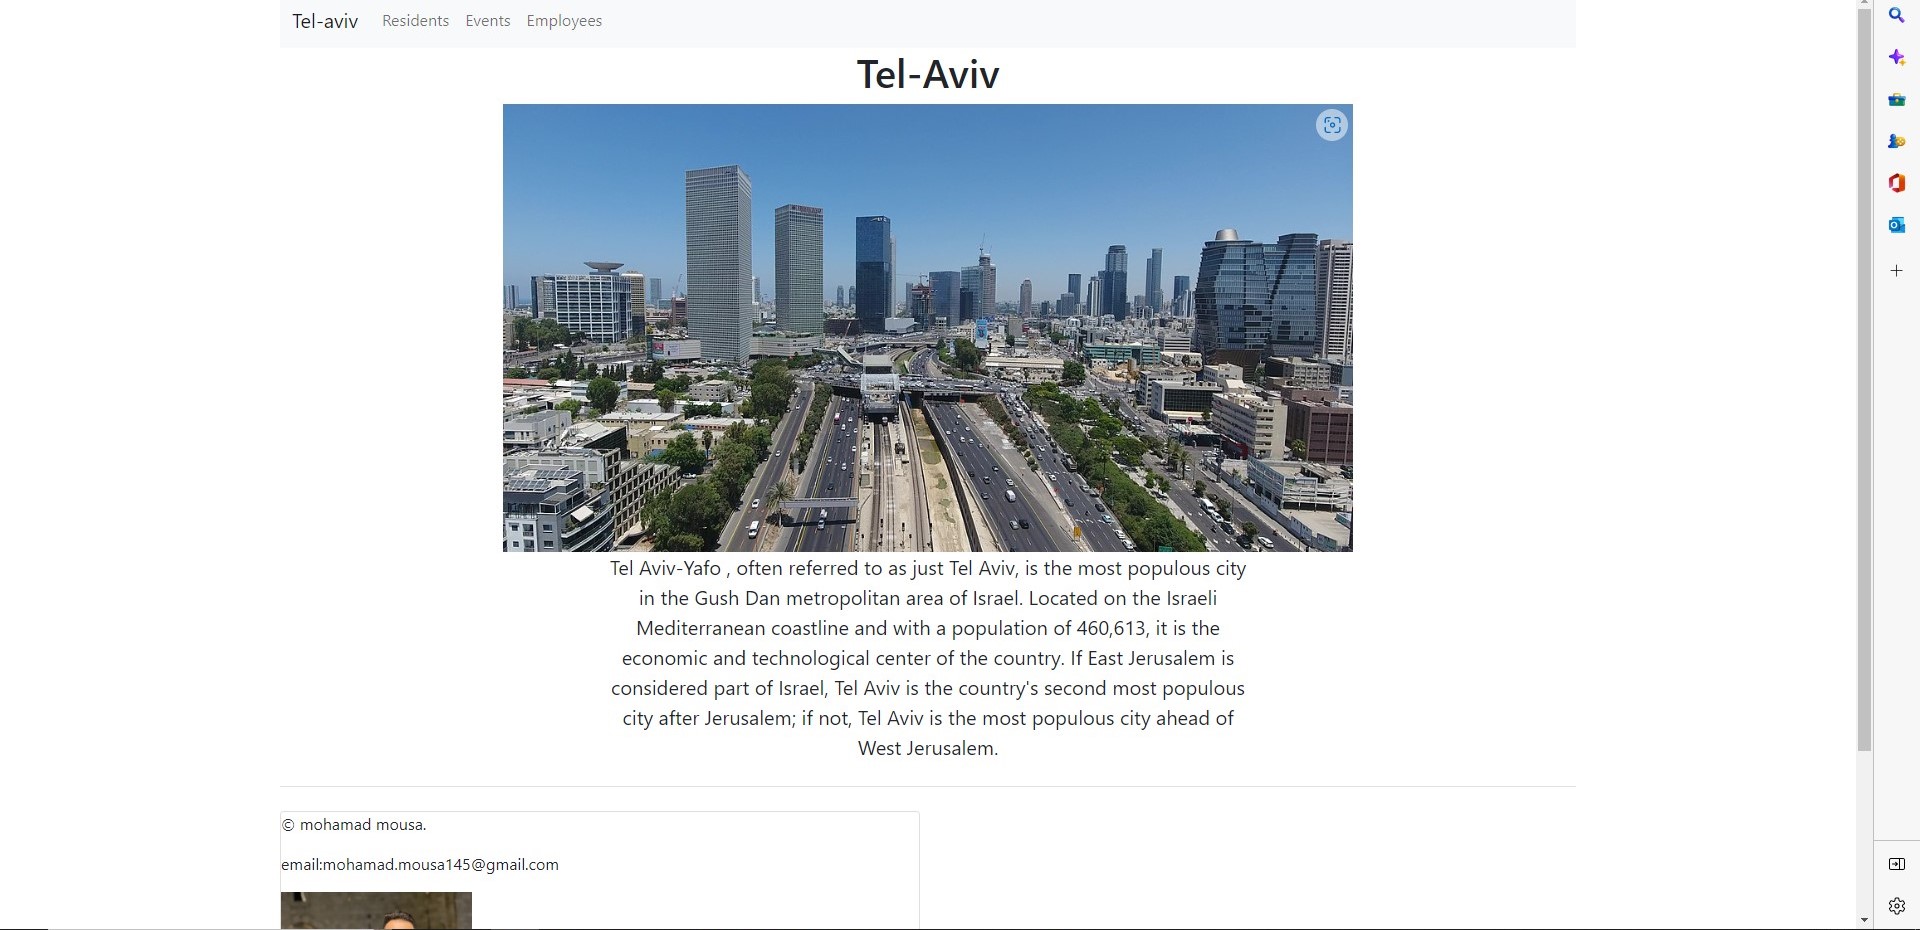 Tel-aviv Residents Events Employees
Tel-Aviv
Tel Aviv-Yafo , often referred to as just Tel Aviv, is the most populous city
in the Gush Dan metropolitan area of Israel. Located on the Israeli
Mediterranean coastline and with a population of 460,613, it is the
economic and technological center of the country. If East Jerusalem is
considered part of Israel, Tel Aviv is the country's second most populous
city after Jerusalem; if not, Tel Aviv is the most populous city ahead of
West Jerusalem.
© mohamad mousa.
email:mohamad.mousa145@gmail.com